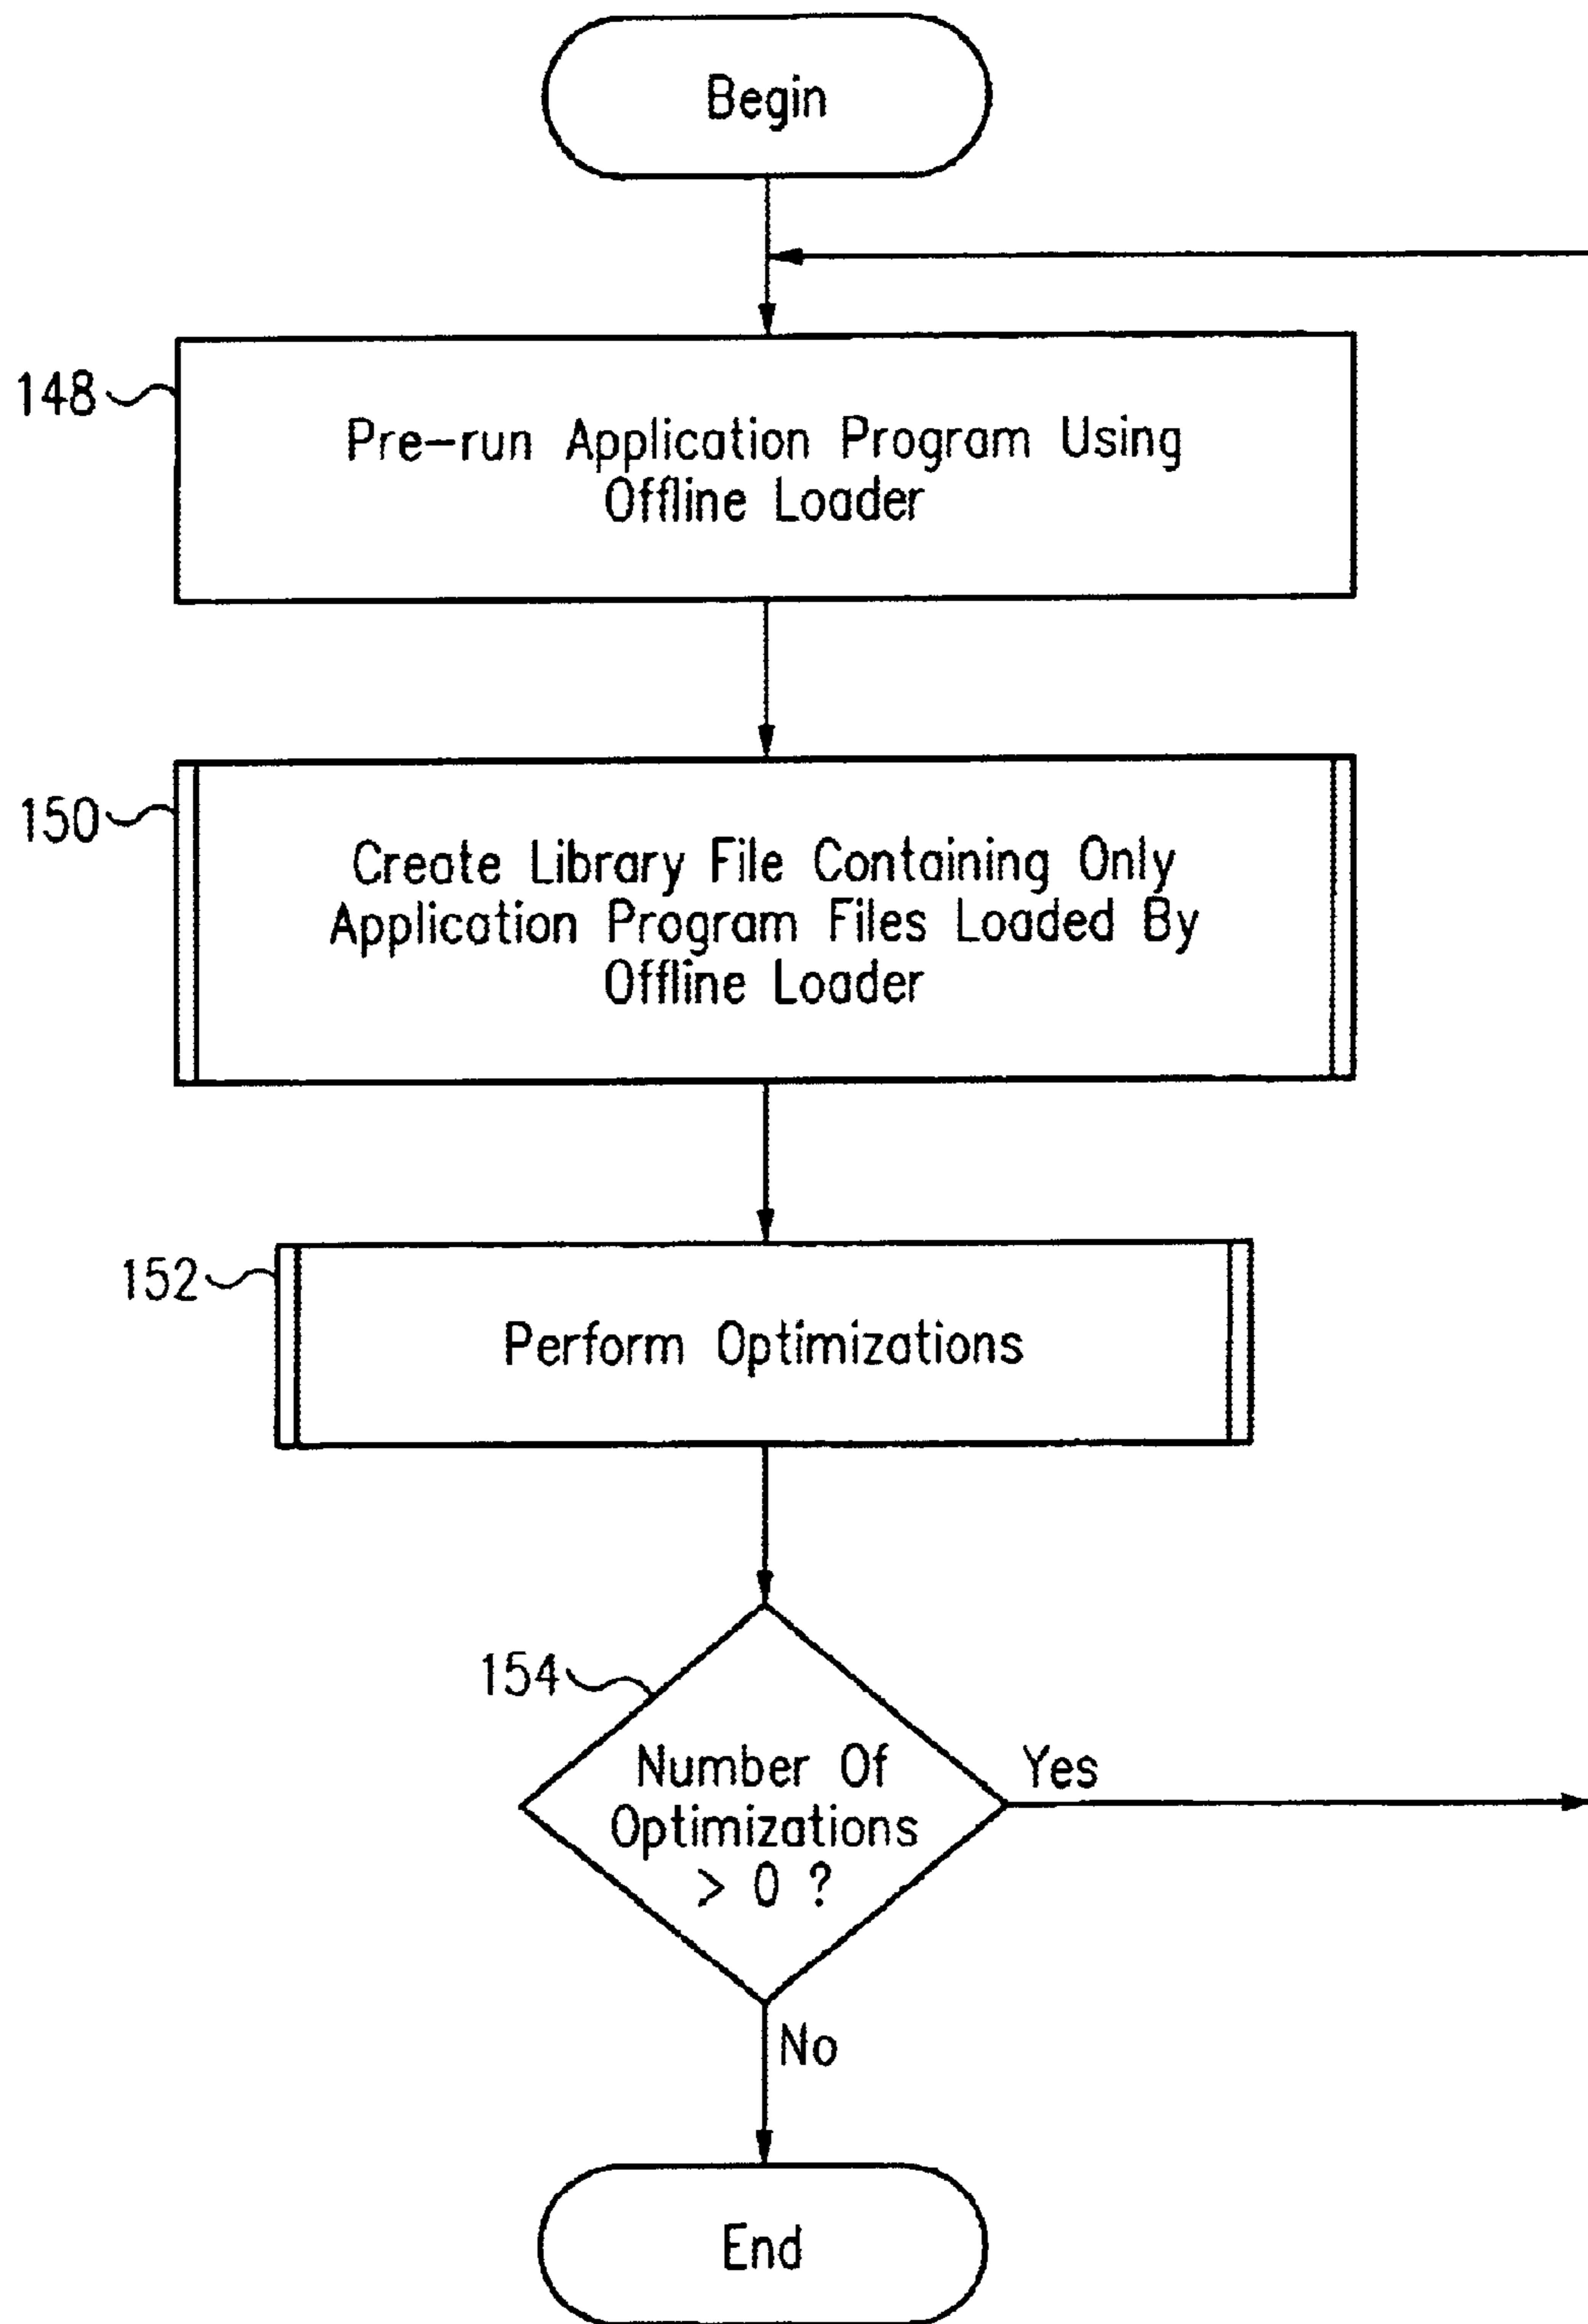 Begin
148
Pre-run Application Program Using
Offline Loader
150
Create Library File Containing Only
Application Program Files Loaded By
Offline Loader
152
Perform Optimizations
154
Number Of
Optimizations
> 0 ?
Yes
No
End